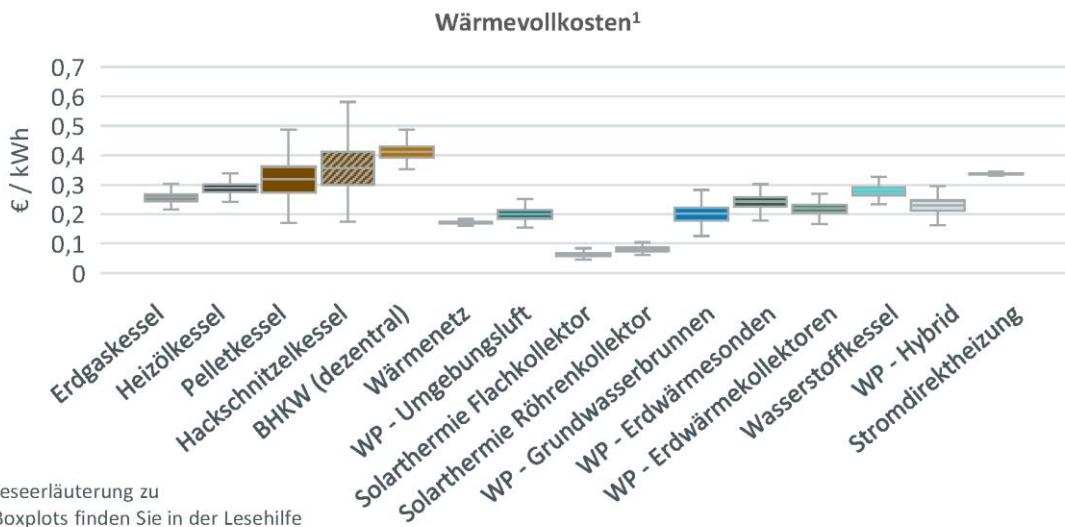 Wärmevollkosten¹
0,7
0,6
0,5
0,4
0,3
0,2
0,1
0
€ / kWh
Erdgaskessel
Heizölkessel
Pelletkessel
Hackschnitzelkessel
BHKW (dezentral)
Wärmenetz
WP - Umgebungsluft
Solarthermie Flachkollektor
Solarthermie Röhrenkollektor
WP - Grundwasserbrunnen
WP - Erdwärmesonden
WP - Erdwärmekollektoren
Wasserstoffkessel
WP - Hybrid
Stromdirektheizung
eseerläuterung zu
Boxplots finden Sie in der Lesehilfe